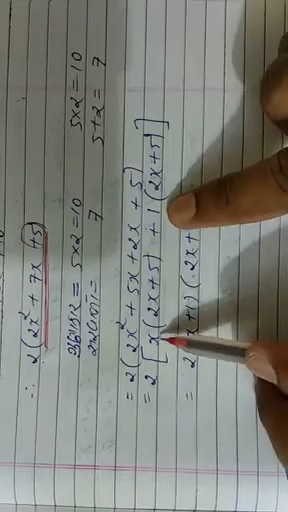 ∴ 2(2x² + 7x + 5)
= 5×2 = 10    5×2 = 10
7    5+2 = 7
= 2(2x² + 5x + 2x + 5)
= 2[x(2x+5) + 1(2x+5)]
= 2 x+1)(2x+